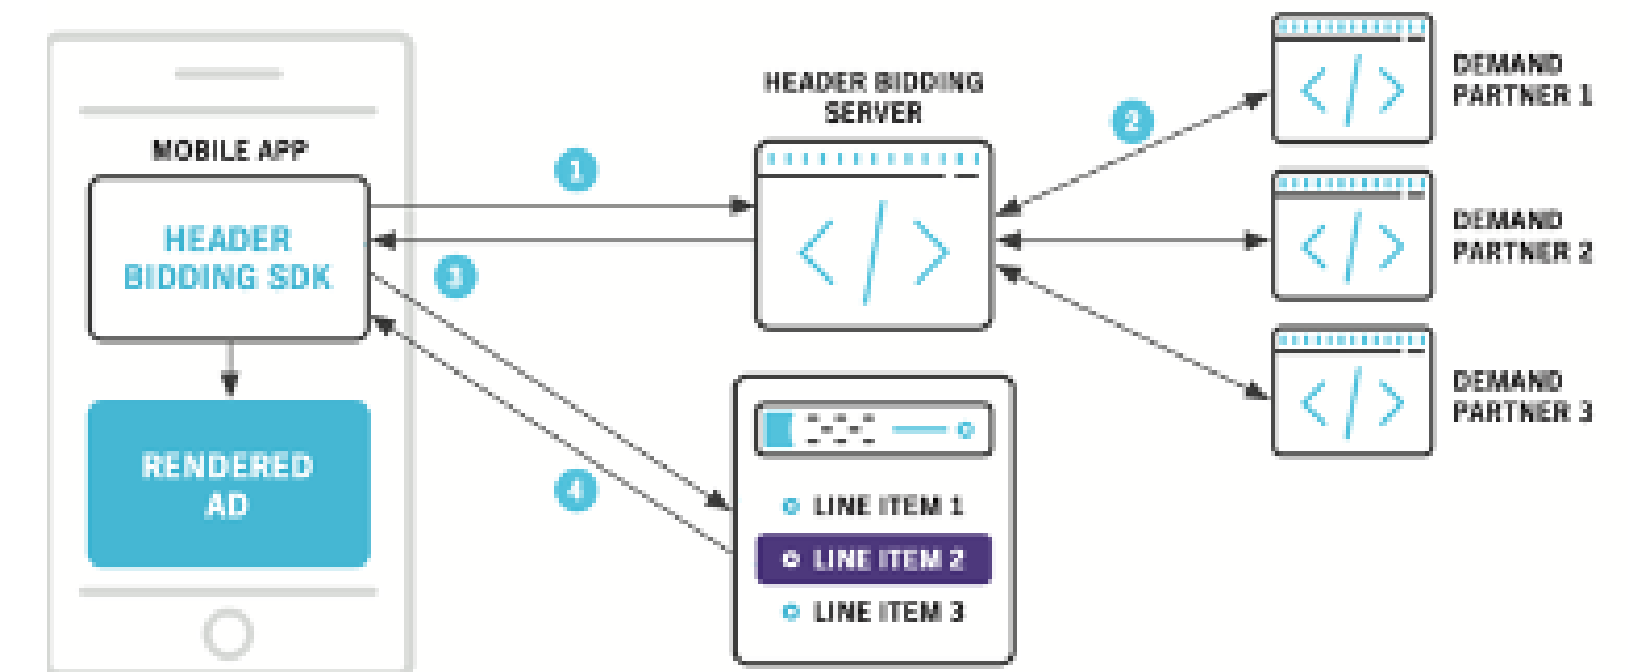 MOBILE APP
HEADER
BIDDING SDK
RENDERED
AD
1
3
4
HEADER BIDDING
SERVER
2
LINE ITEM 1
LINE ITEM 2
LINE ITEM 3
DEMAND
PARTNER 1
DEMAND
PARTNER 2
DEMAND
PARTNER 3